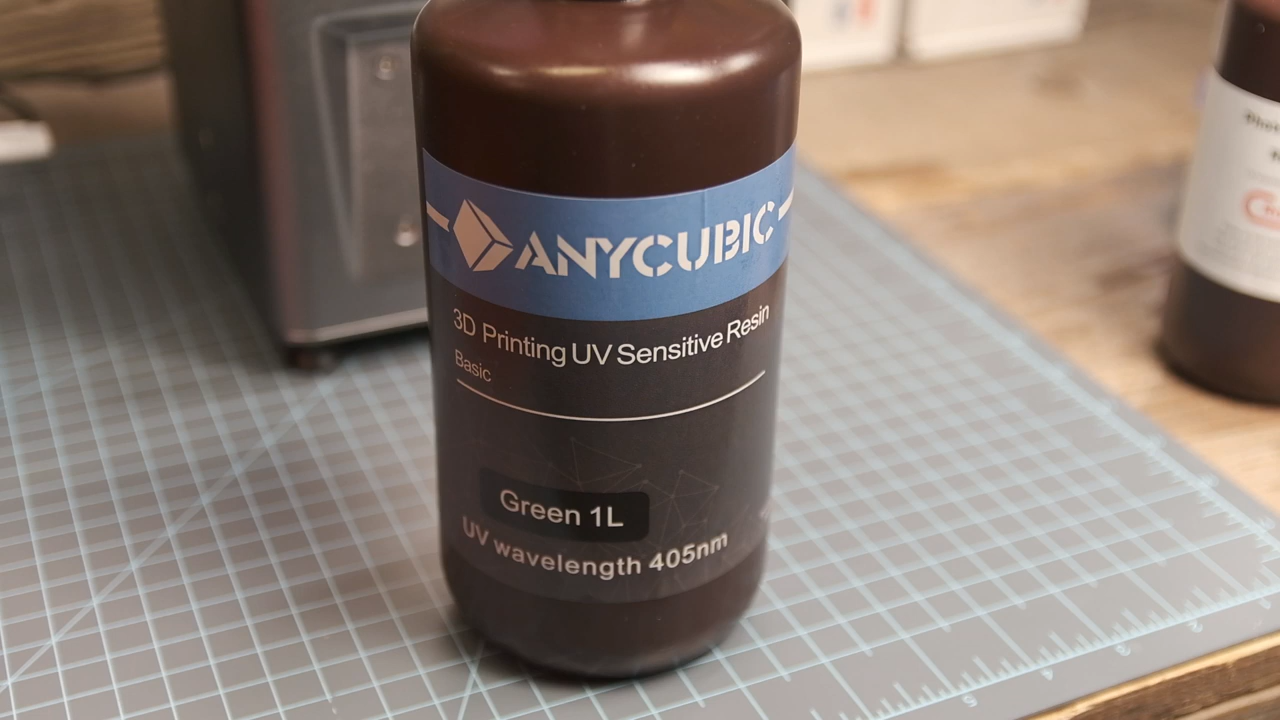 ANYCUBIC
3D Printing UV Sensitive Resin
Basic
Green 1L
UV wavelength 405nm